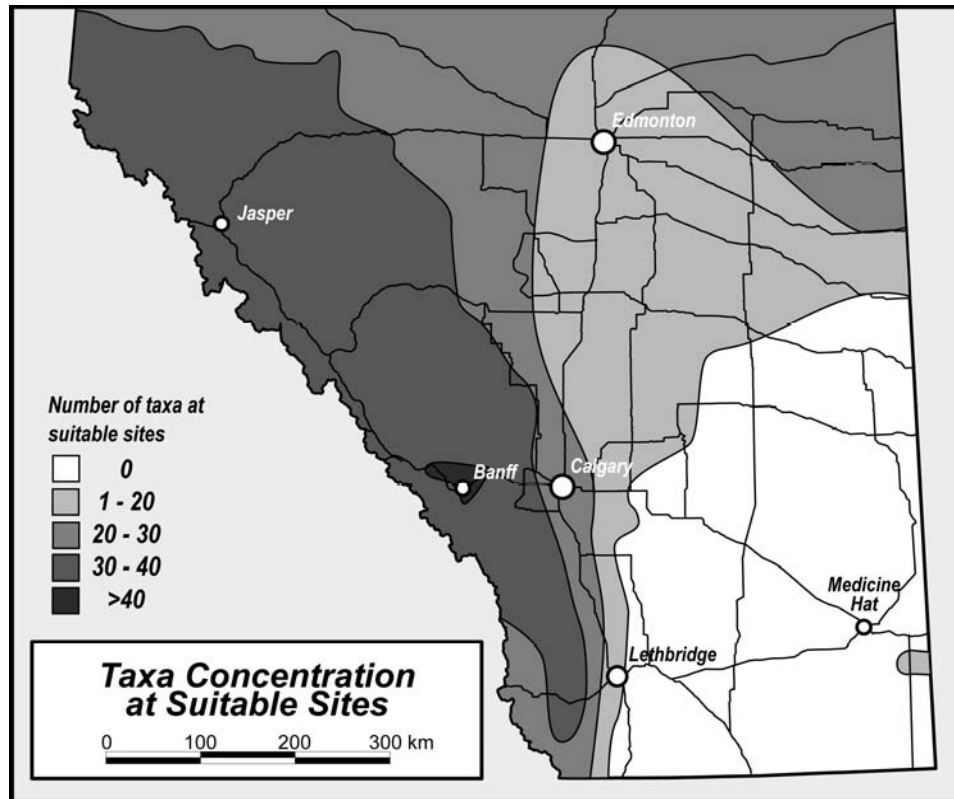 Edmonton
Jasper
Number of taxa at
suitable sites
0
1 - 20
20 - 30
30 - 40
>40
Banff
Calgary
Medicine
Hat
Lethbridge
Taxa Concentration
at Suitable Sites
0 100 200 300 km